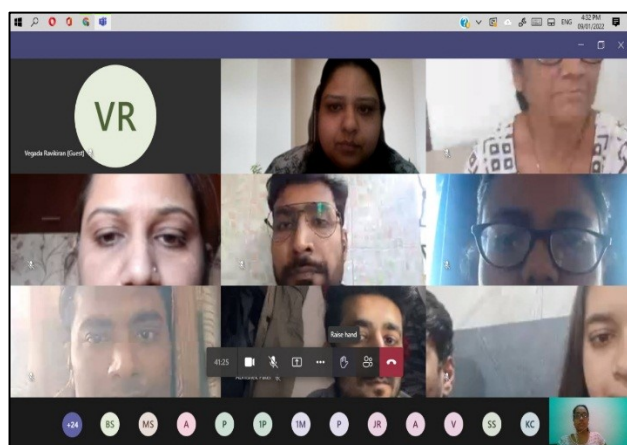 ENG
4:32 PM
09/01/2022
VR
Vegada Ravikiran (Guest)
Raise hand
41:25
+24
BS
MS
A
P
1P
1M
P
JR
A
V
SS
KC